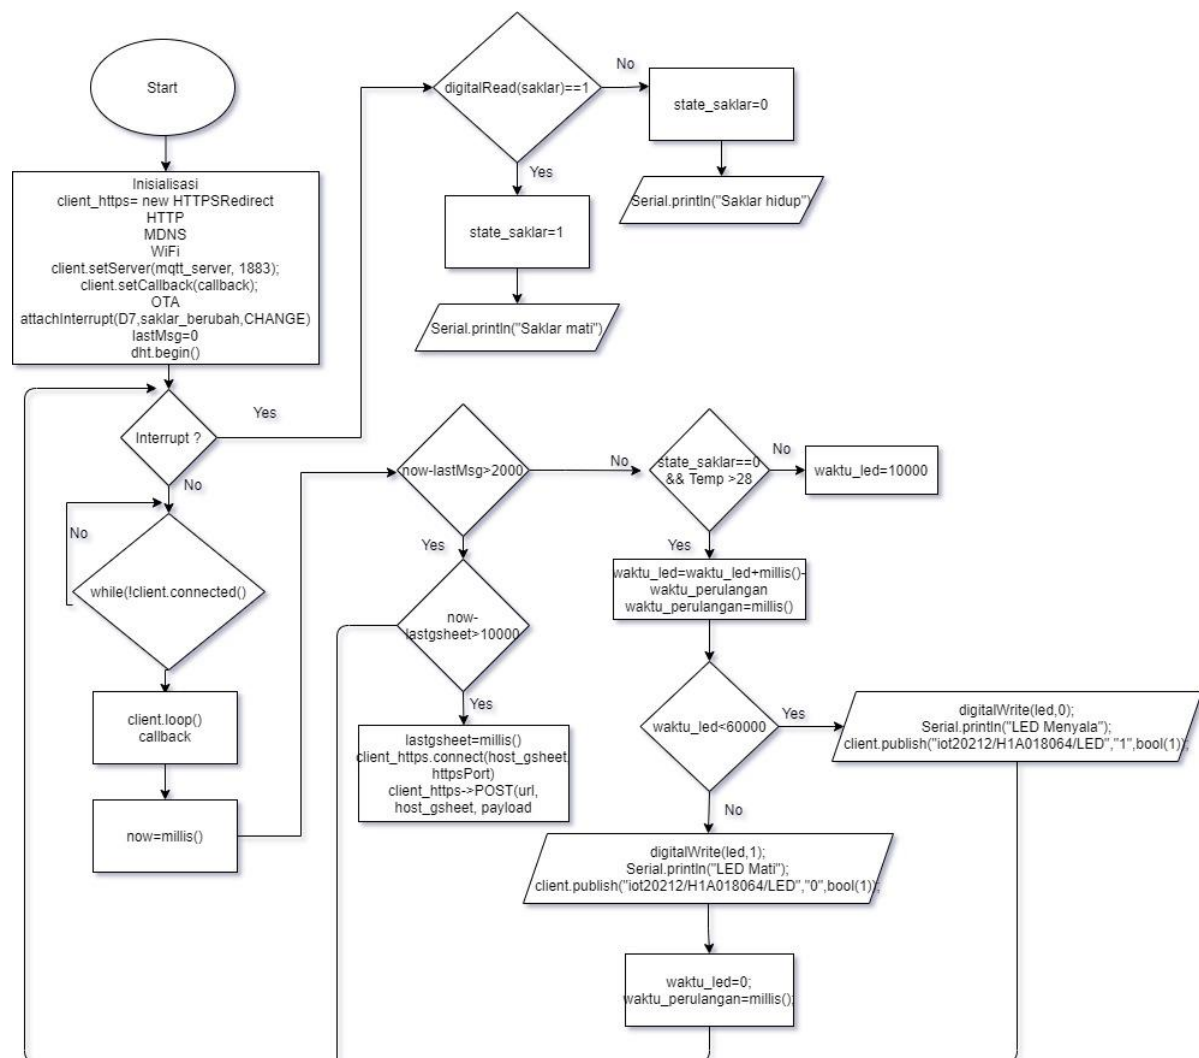 Start
Inisialisasi
client_https= new HTTPSRedirect
HTTP
MDNS
WiFi
client.setServer(mqtt_server, 1883);
client.setCallback(callback);
OTA
attachInterrupt(D7,saklar_berubah,CHANGE)
lastMsg=0
dht.begin()
Interrupt ?
Yes
No
digitalRead(saklar)==1
No
state_saklar=0
Serial.println("Saklar hidup")
Yes
state_saklar=1
Serial.println("Saklar mati")
No
while(!client.connected()
client.loop()
callback
now=millis()
now-lastMsg>2000
No
Yes
now-
lastgsheet>10000
Yes
lastgsheet=millis()
client_https.connect(host_gsheet,
httpsPort)
client_https->POST(url,
host_gsheet, payload
state_saklar==0
&& Temp >28
No
waktu_led=10000
Yes
waktu_led=waktu_led+millis()-
waktu_perulangan
waktu_perulangan=millis()
waktu_led<60000
Yes
digitalWrite(led,0);
Serial.println("LED Menyala");
client.publish("iot20212/H1A018064/LED","1",bool(1));
No
digitalWrite(led,1);
Serial.println("LED Mati");
client.publish("iot20212/H1A018064/LED","0",bool(1));
waktu_led=0;
waktu_perulangan=millis();